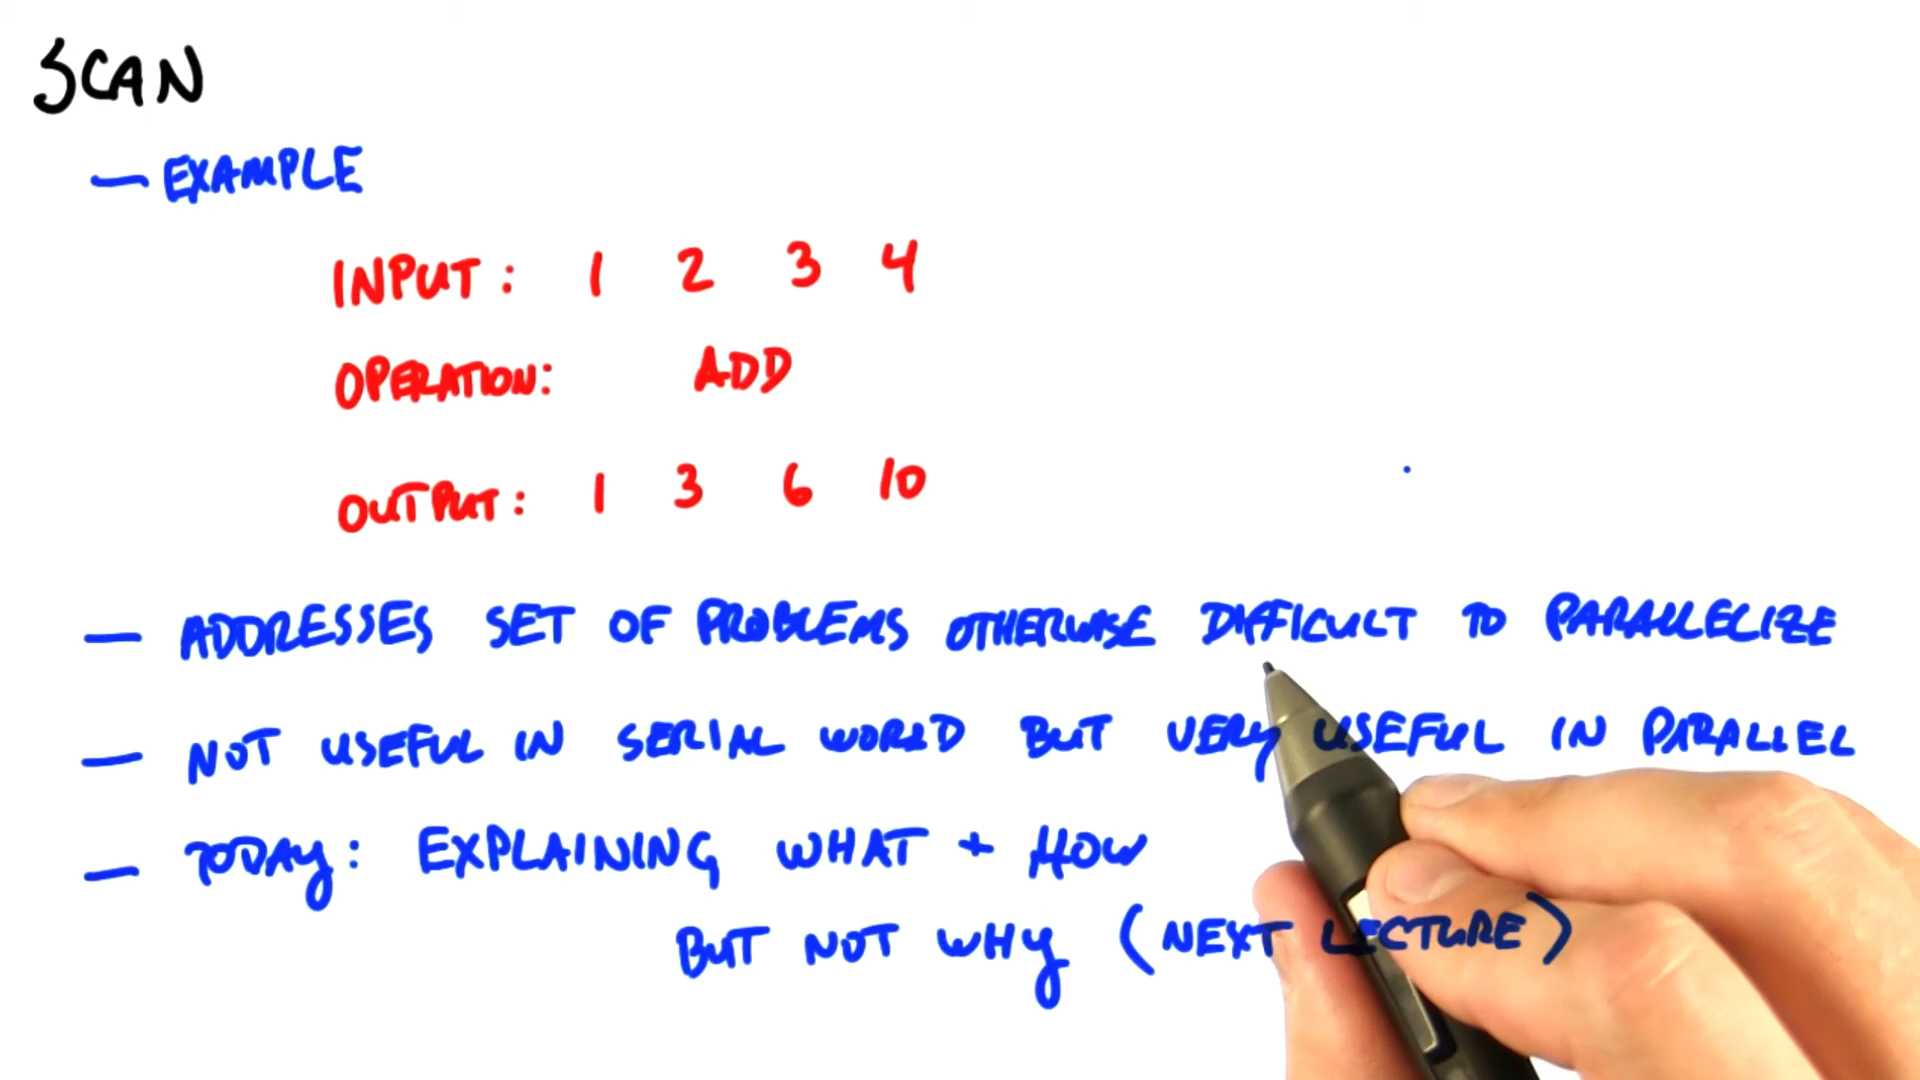 SCAN
— EXAMPLE
INPUT: 1 2 3 4
OPERATION: ADD
OUTPUT: 1 3 6 10
— ADDRESSES SET OF PROBLEMS OTHERWISE DIFFICULT TO PARALLELIZE
— NOT USEFUL IN SERIAL WORLD BUT VERY USEFUL IN PARALLEL
— TODAY: EXPLAINING WHAT + HOW
BUT NOT WHY (NEXT LECTURE)